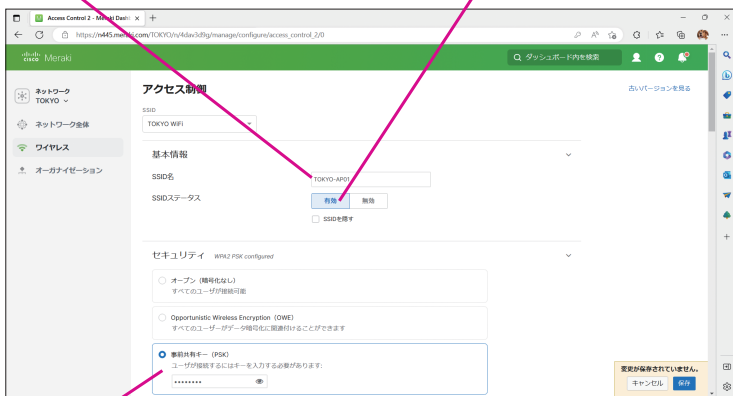 Access Control 2 - Meraki Dashb
https://n445.meraki.com/TOKYO/n/4dav3d9g/manage/configure/access_control_2/0
cisco Meraki
ダッシュボード内を検索
ネットワーク
TOKYO
ネットワーク全体
ワイヤレス
オーガナイゼーション
アクセス制御
古いバージョンを見る
SSID
TOKYO WiFi
基本情報
SSID名
TOKYO-AP01
SSIDステータス
有効 無効
SSIDを隠す
セキュリティ WPA2 PSK configured
オープン (暗号化なし)
すべてのユーザが接続可能
Opportunistic Wireless Encryption (OWE)
すべてのユーザーがデータ暗号化に関連付けることができます
事前共有キー (PSK)
ユーザが接続するにはキーを入力する必要があります:
••••••••
変更が保存されていません。
キャンセル 保存